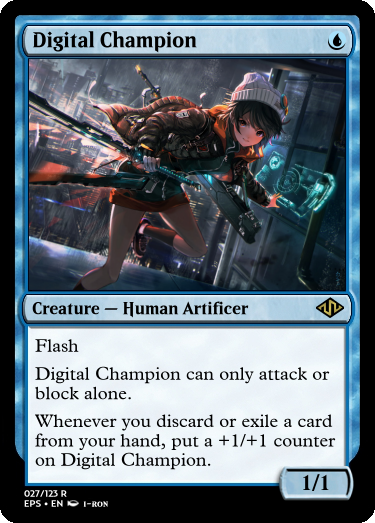 Digital Champion
Creature — Human Artificer
Flash
Digital Champion can only attack or
block alone.
Whenever you discard or exile a card
from your hand, put a +1/+1 counter
on Digital Champion.
1/1
027/123 R
EPS • EN I-RON